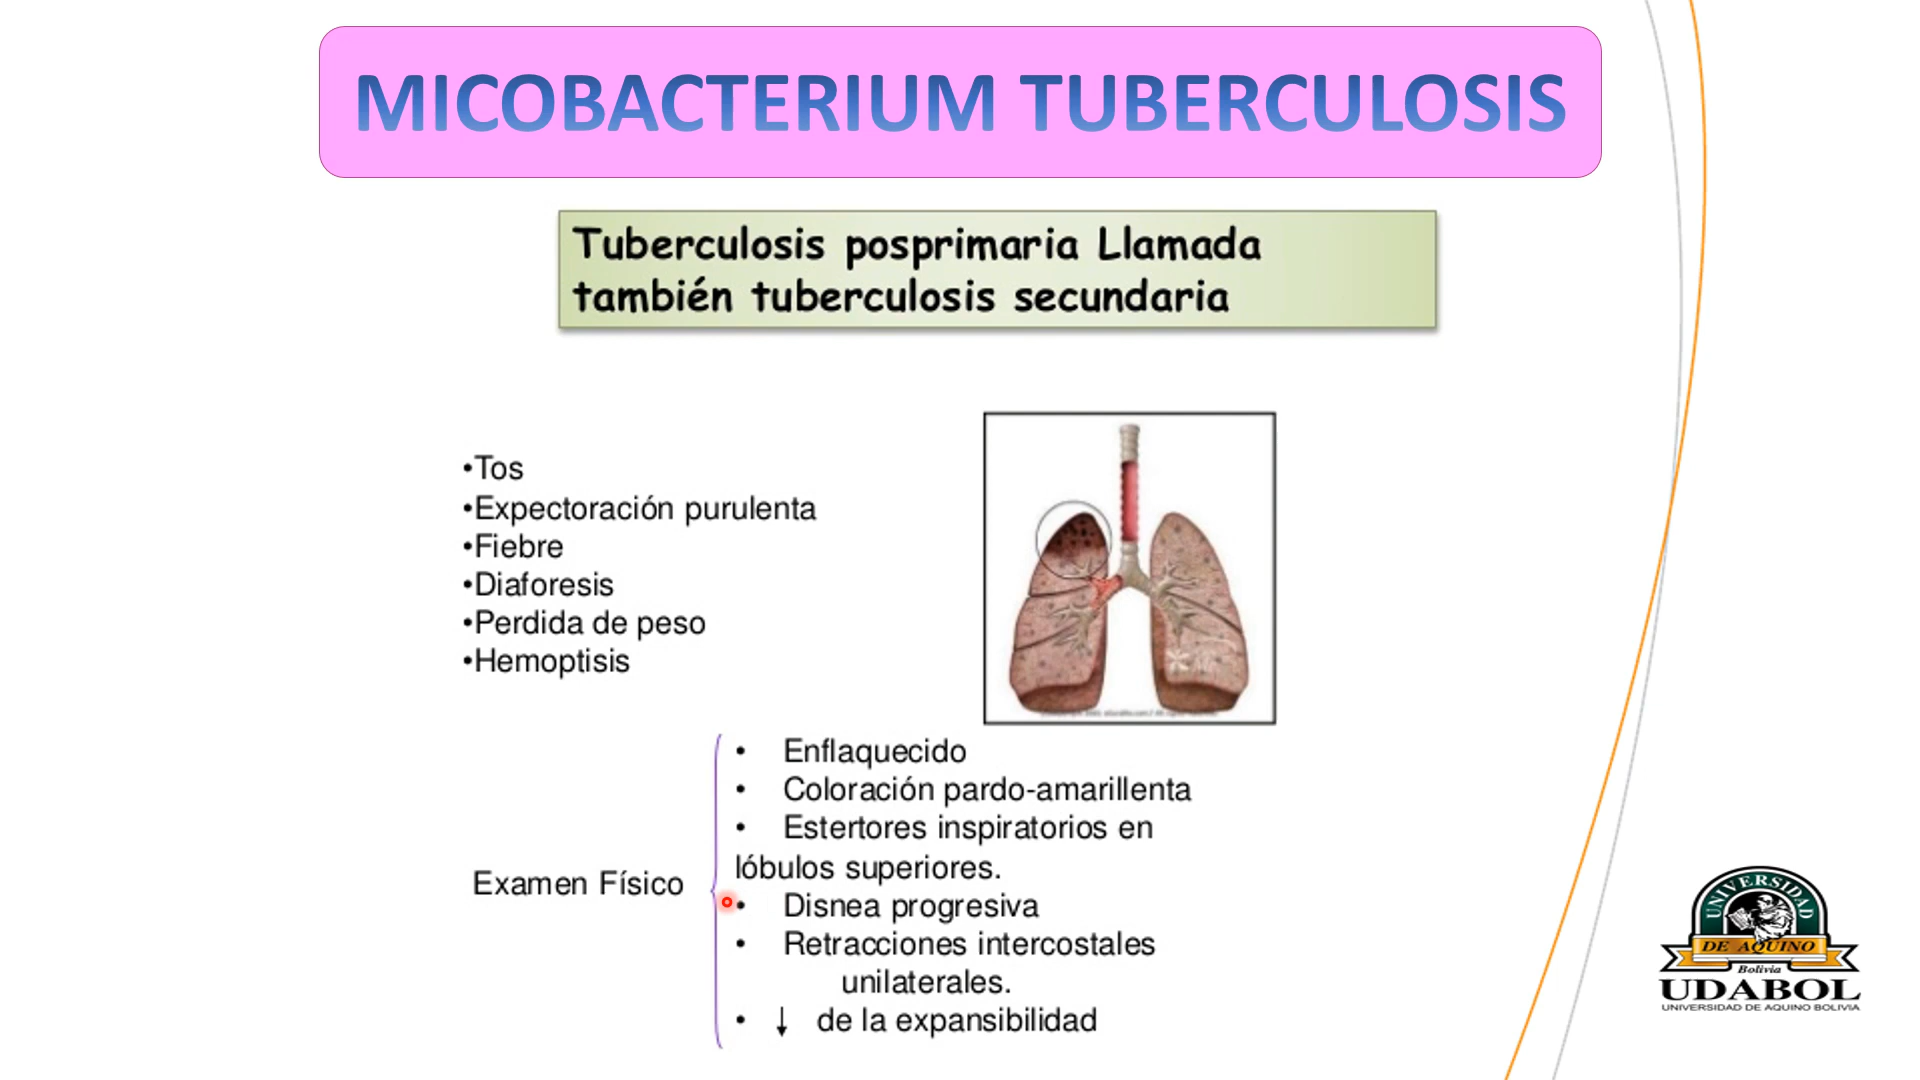 MICOBACTERIUM TUBERCULOSIS
Tuberculosis posprimaria Llamada
también tuberculosis secundaria
•Tos
•Expectoración purulenta
•Fiebre
•Diaforesis
•Perdida de peso
•Hemoptisis
Examen Físico
• Enflaquecido
• Coloración pardo-amarillenta
• Estertores inspiratorios en
lóbulos superiores.
• Disnea progresiva
• Retracciones intercostales
unilaterales.
• ↓ de la expansibilidad
UNIVERSIDAD
DE AQUINO
Bolivia
UDABOL
UNIVERSIDAD DE AQUINO BOLIVIA